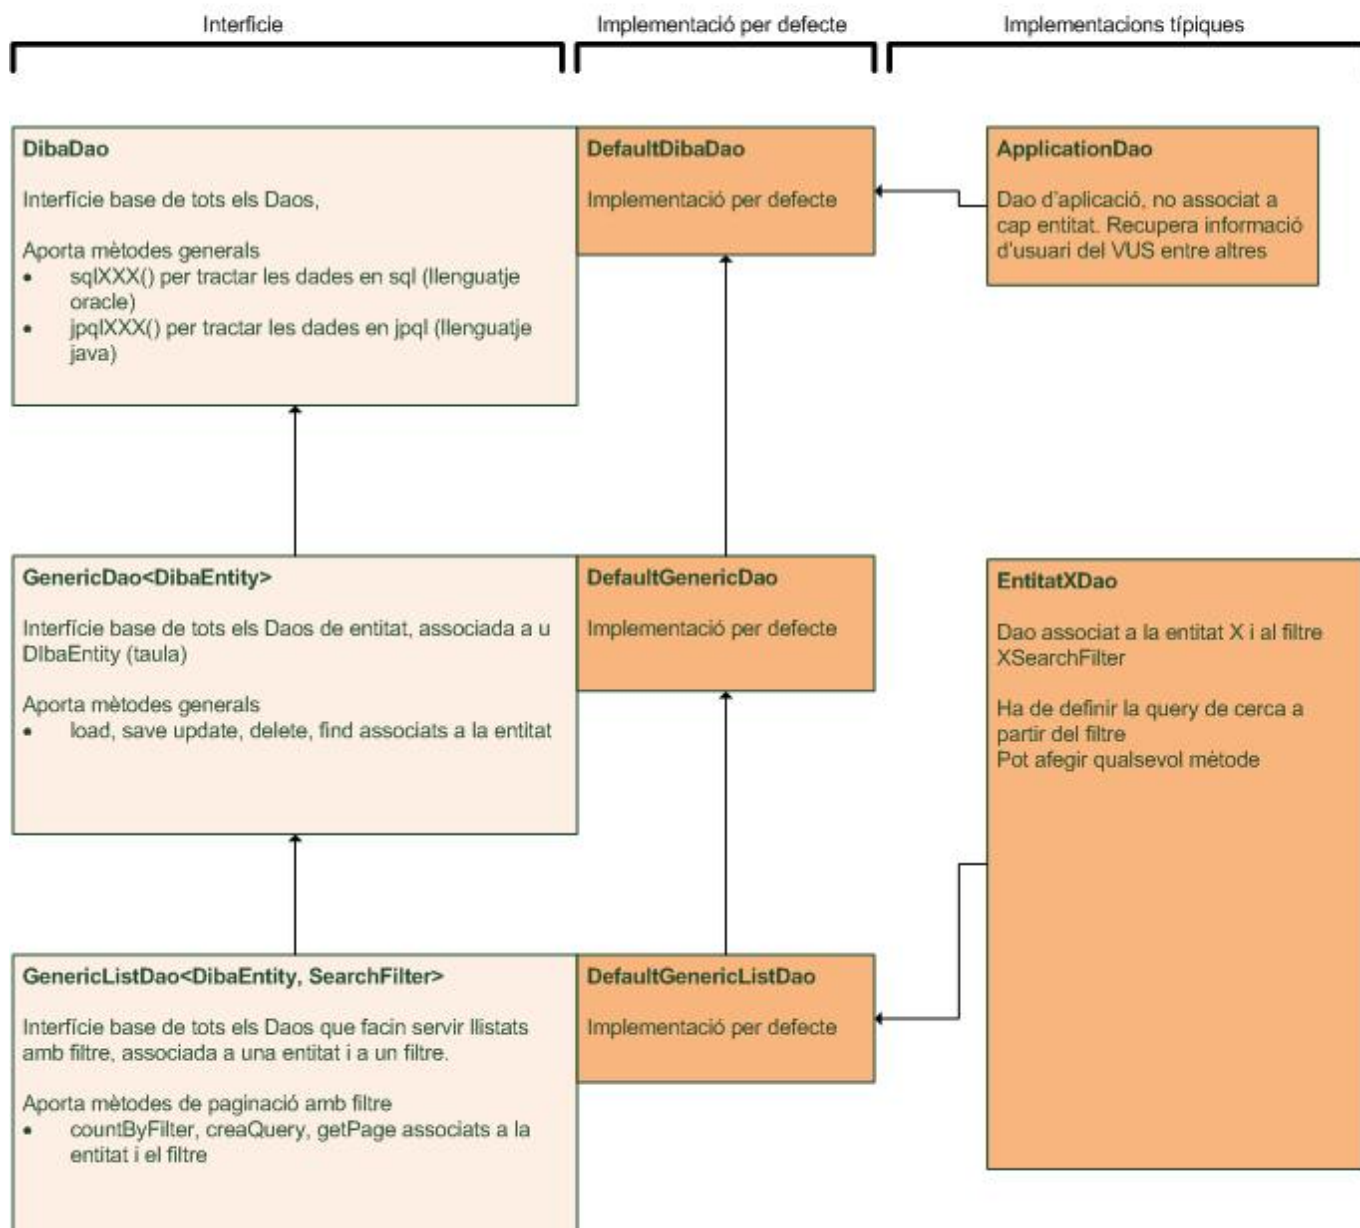 Interfície
Implementació per defecte
Implementacions típiques
DibaDao
Interfície base de tots els Daos,
Aporta mètodes generals
• sqlXXX() per tractar les dades en sql (llenguatje
oracle)
• jpqlXXX() per tractar les dades en jpql (llenguatje
java)
DefaultDibaDao
Implementació per defecte
ApplicationDao
Dao d'aplicació, no associat a
cap entitat. Recupera informació
d'usuari del VUS entre altres
GenericDao<DibaEntity>
Interfície base de tots els Daos de entitat, associada a u
DIbaEntity (taula)
Aporta mètodes generals
• load, save update, delete, find associats a la entitat
DefaultGenericDao
Implementació per defecte
EntitatXDao
Dao associat a la entitat X i al filtre
XSearchFilter
Ha de definir la query de cerca a
partir del filtre
Pot afegir qualsevol mètode
GenericListDao<DibaEntity, SearchFilter>
Interfície base de tots els Daos que facin servir llistats
amb filtre, associada a una entitat i a un filtre.
Aporta mètodes de paginació amb filtre
• countByFilter, creaQuery, getPage associats a la
entitat i el filtre
DefaultGenericListDao
Implementació per defecte